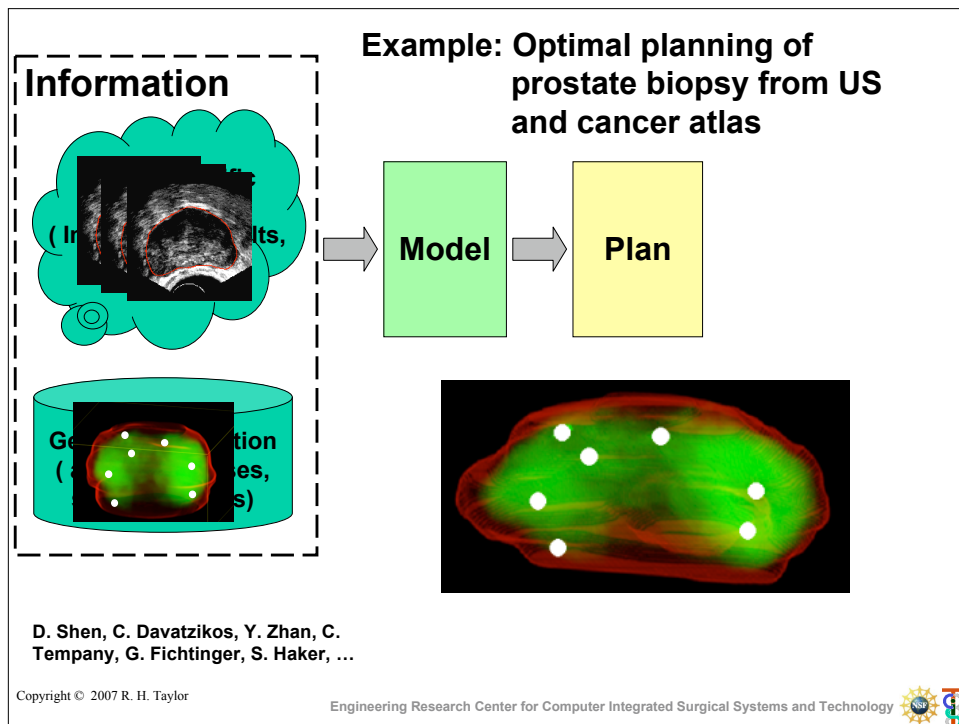 Example: Optimal planning of
prostate biopsy from US
and cancer atlas
Information
(
Model
Plan
(
D. Shen, C. Davatzikos, Y. Zhan, C.
Tempany, G. Fichtinger, S. Haker, …
Copyright © 2007 R. H. Taylor
Engineering Research Center for Computer Integrated Surgical Systems and Technology
NSF